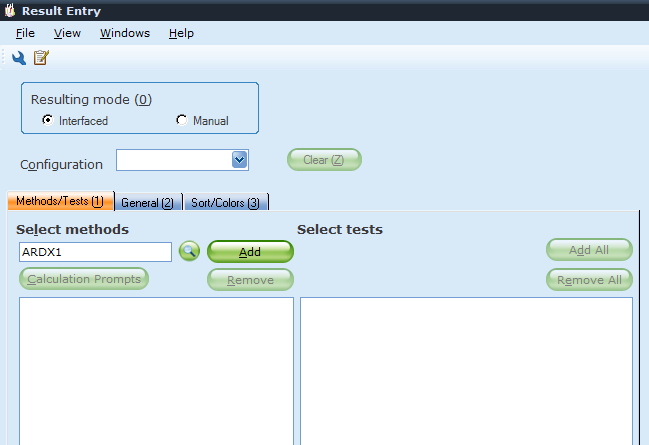 Result Entry
File View Windows Help
Resulting mode (0)
Interfaced Manual
Configuration Clear (Z)
Methods/Tests (1) General (2) Sort/Colors (3)
Select methods Select tests
ARDX1 Add Add All
Calculation Prompts Remove Remove All